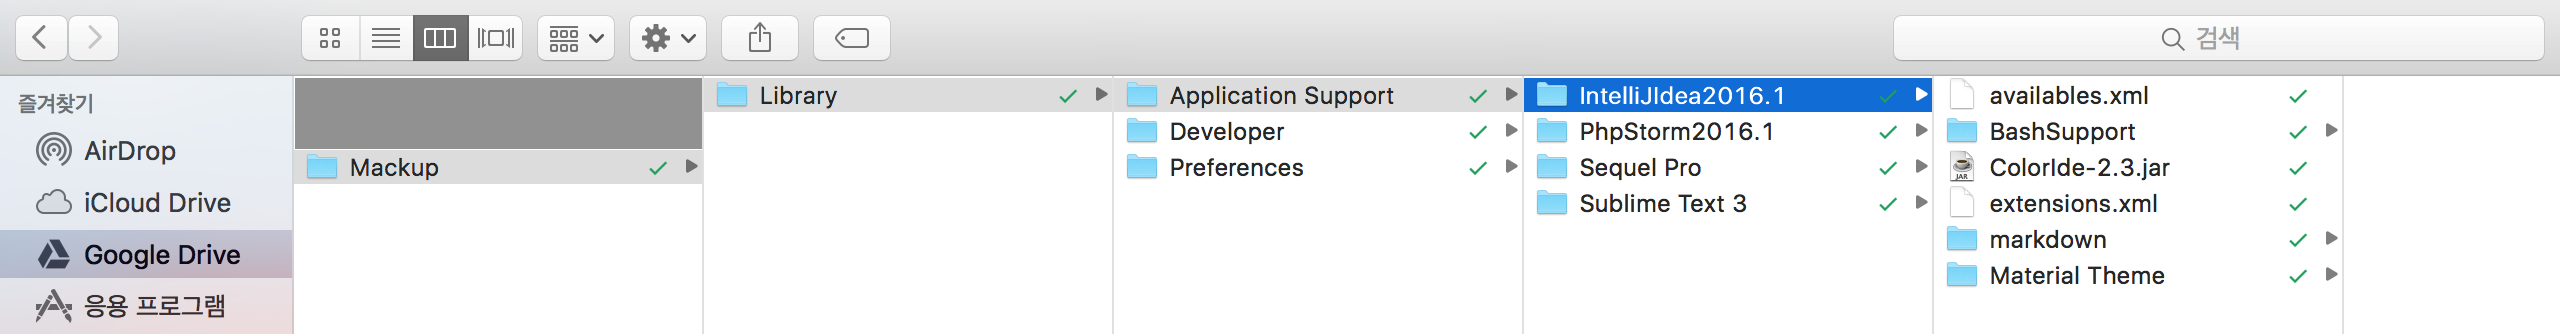 검색
즐겨찾기
AirDrop
iCloud Drive
Google Drive
응용 프로그램
Mackup
Library
Application Support
Developer
Preferences
IntelliJIdea2016.1
PhpStorm2016.1
Sequel Pro
Sublime Text 3
availables.xml
BashSupport
JAR
ColorIde-2.3.jar
extensions.xml
markdown
Material Theme